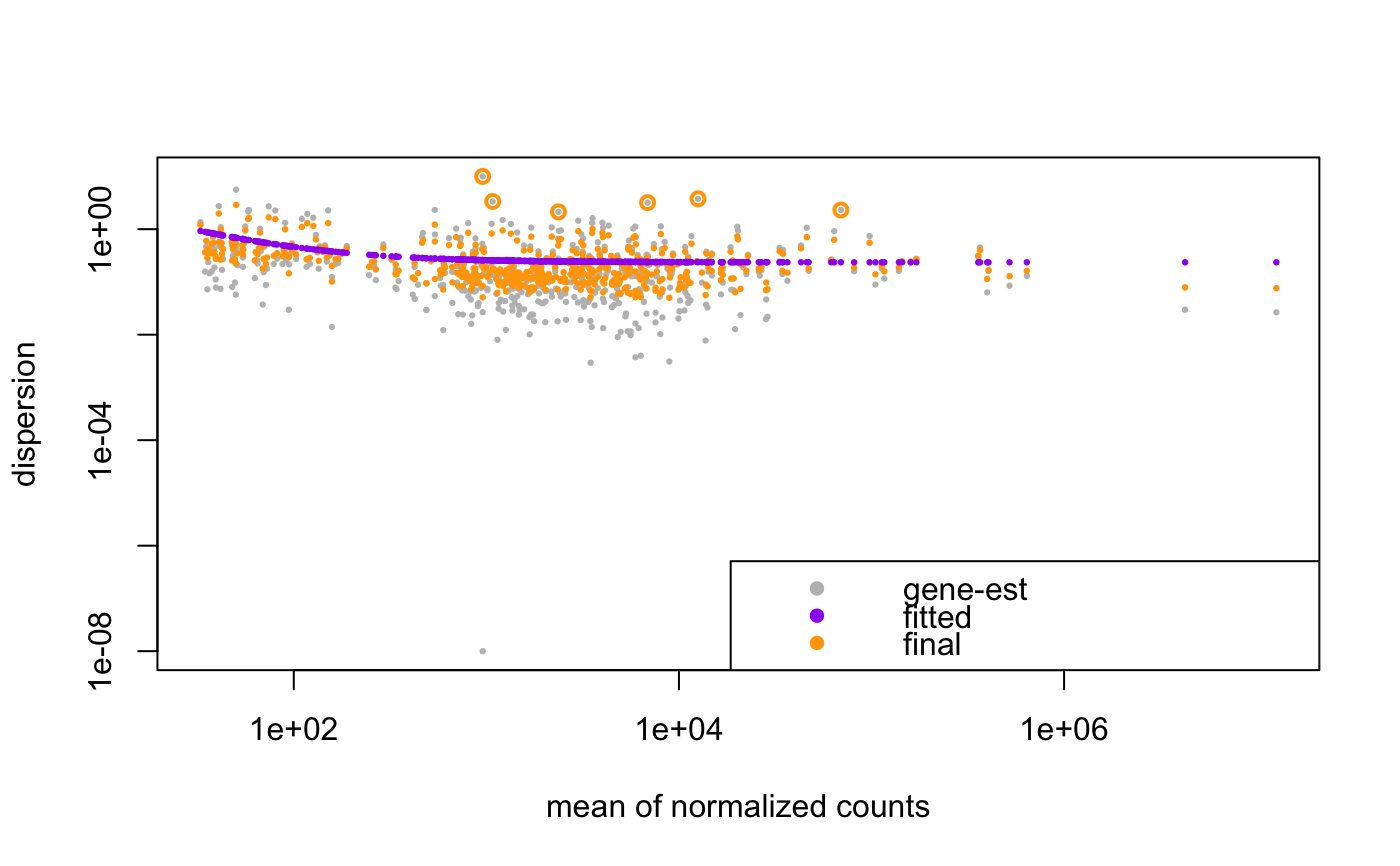 dispersion
1e+00
1e-04
1e-08
gene-est
fitted
final
1e+02
1e+04
1e+06
mean of normalized counts